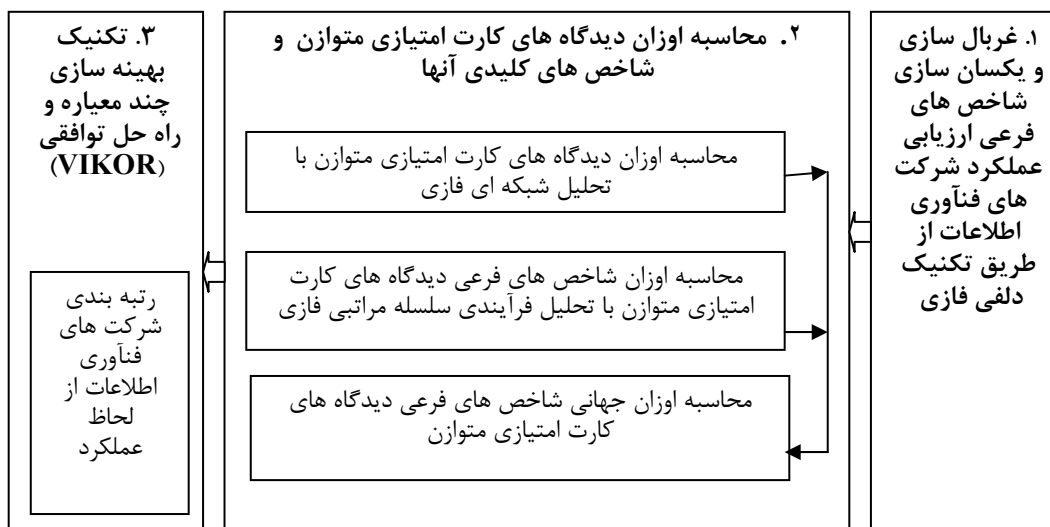 ۱. غربال سازی
و یکسان سازی
شاخص های
فرعی ارزیابی
عملکرد شرکت
های فنآوری
اطلاعات از
طریق تکنیک
دلفی فازی
۲. محاسبه اوزان دیدگاه های کارت امتیازی متوازن و
شاخص های کلیدی آنها
محاسبه اوزان دیدگاه های کارت امتیازی متوازن با
تحلیل شبکه ای فازی
محاسبه اوزان شاخص های فرعی دیدگاه های کارت
امتیازی متوازن با تحلیل فرآیندی سلسله مراتبی فازی
محاسبه اوزان جهانی شاخص های فرعی دیدگاه های
کارت امتیازی متوازن
۳. تکنیک
بهینه سازی
چند معیاره و
راه حل توافقی
(VIKOR)
رتبه بندی
شرکت های
فنآوری
اطلاعات از
لحاظ
عملکرد